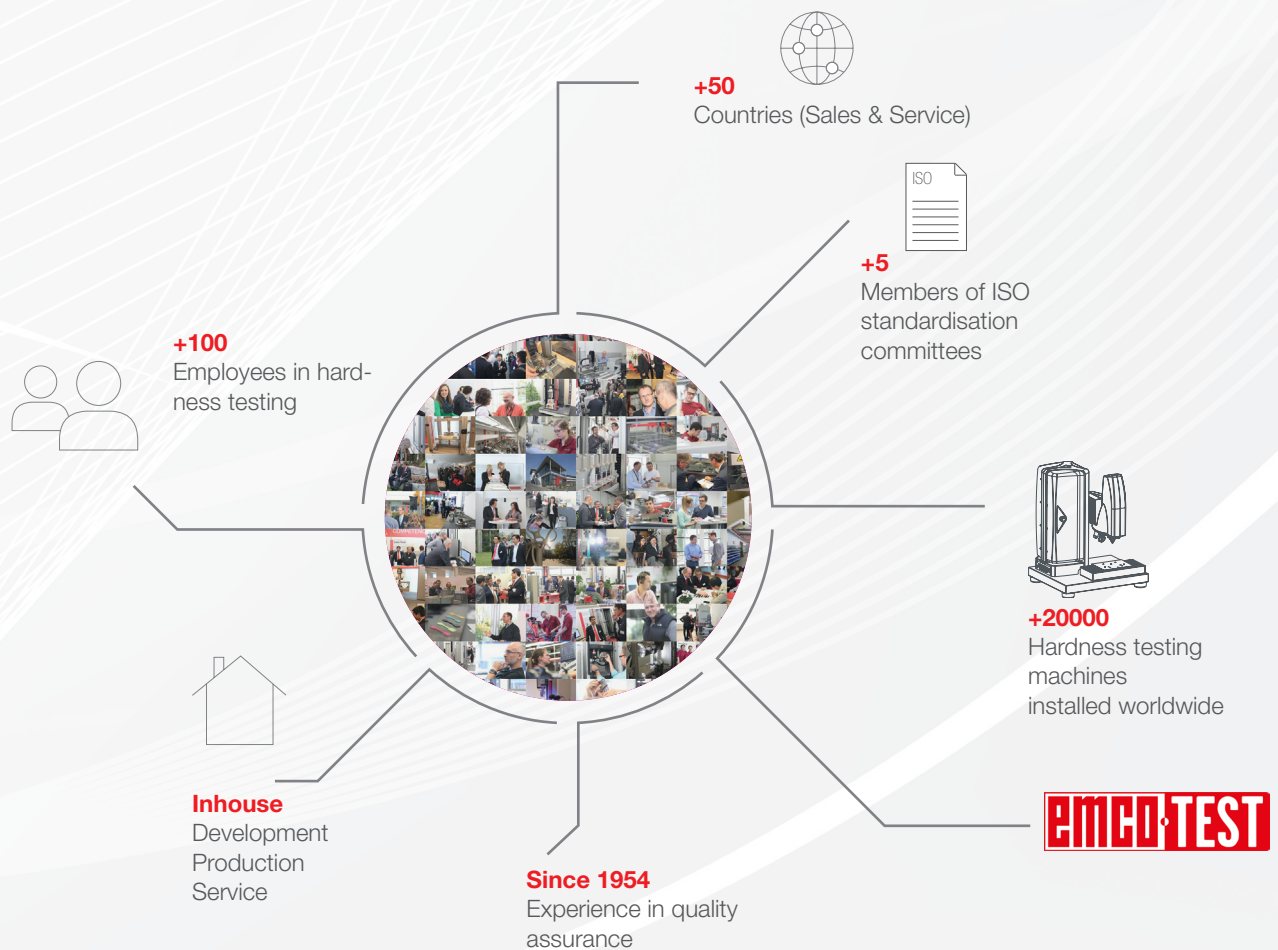 +50
Countries (Sales & Service)
ISO
+5
Members of ISO
standardisation
committees
+100
Employees in hard-
ness testing
+20000
Hardness testing
machines
installed worldwide
Inhouse
Development
Production
Service
emco·TEST
Since 1954
Experience in quality
assurance